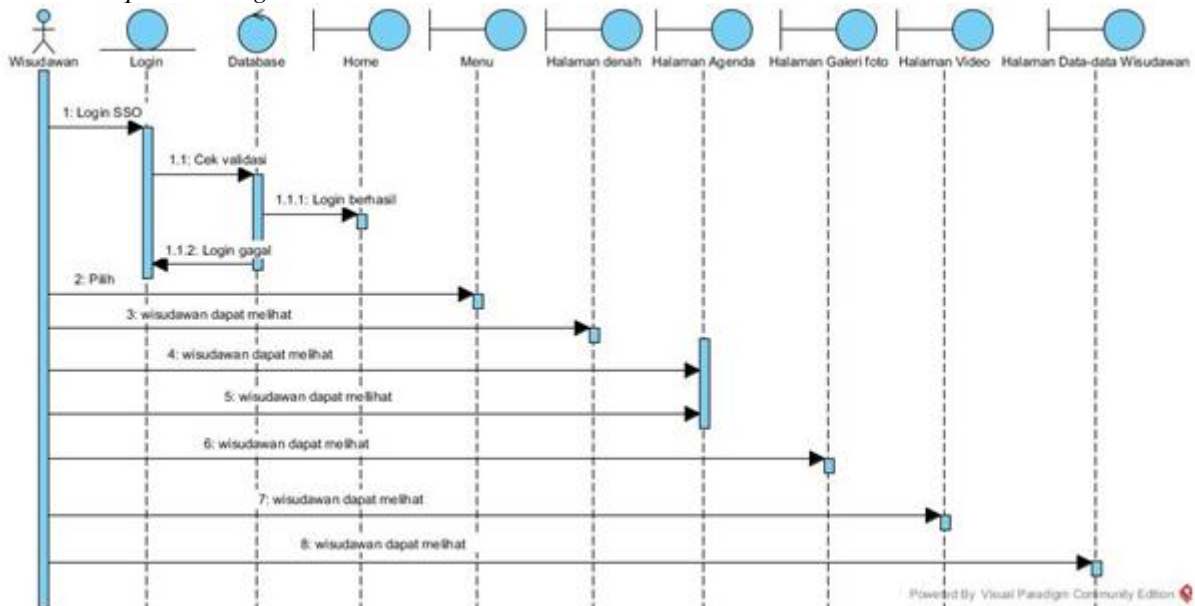 Wisudawan Login Database Home Menu Halaman denah Halaman Agenda Halaman Galeri foto Halaman Video Halaman Data-data Wisudawan
1: Login SSO
1.1: Cek validasi
1.1.1: Login berhasil
1.1.2: Login gagal
2: Pilih
3: wisudawan dapat melihat
4: wisudawan dapat melihat
5: wisudawan dapat mellihat
6: wisudawan dapat melihat
7: wisudawan dapat melihat
8: wisudawan dapat melihat
Powered By Visual Paradigm Community Edition